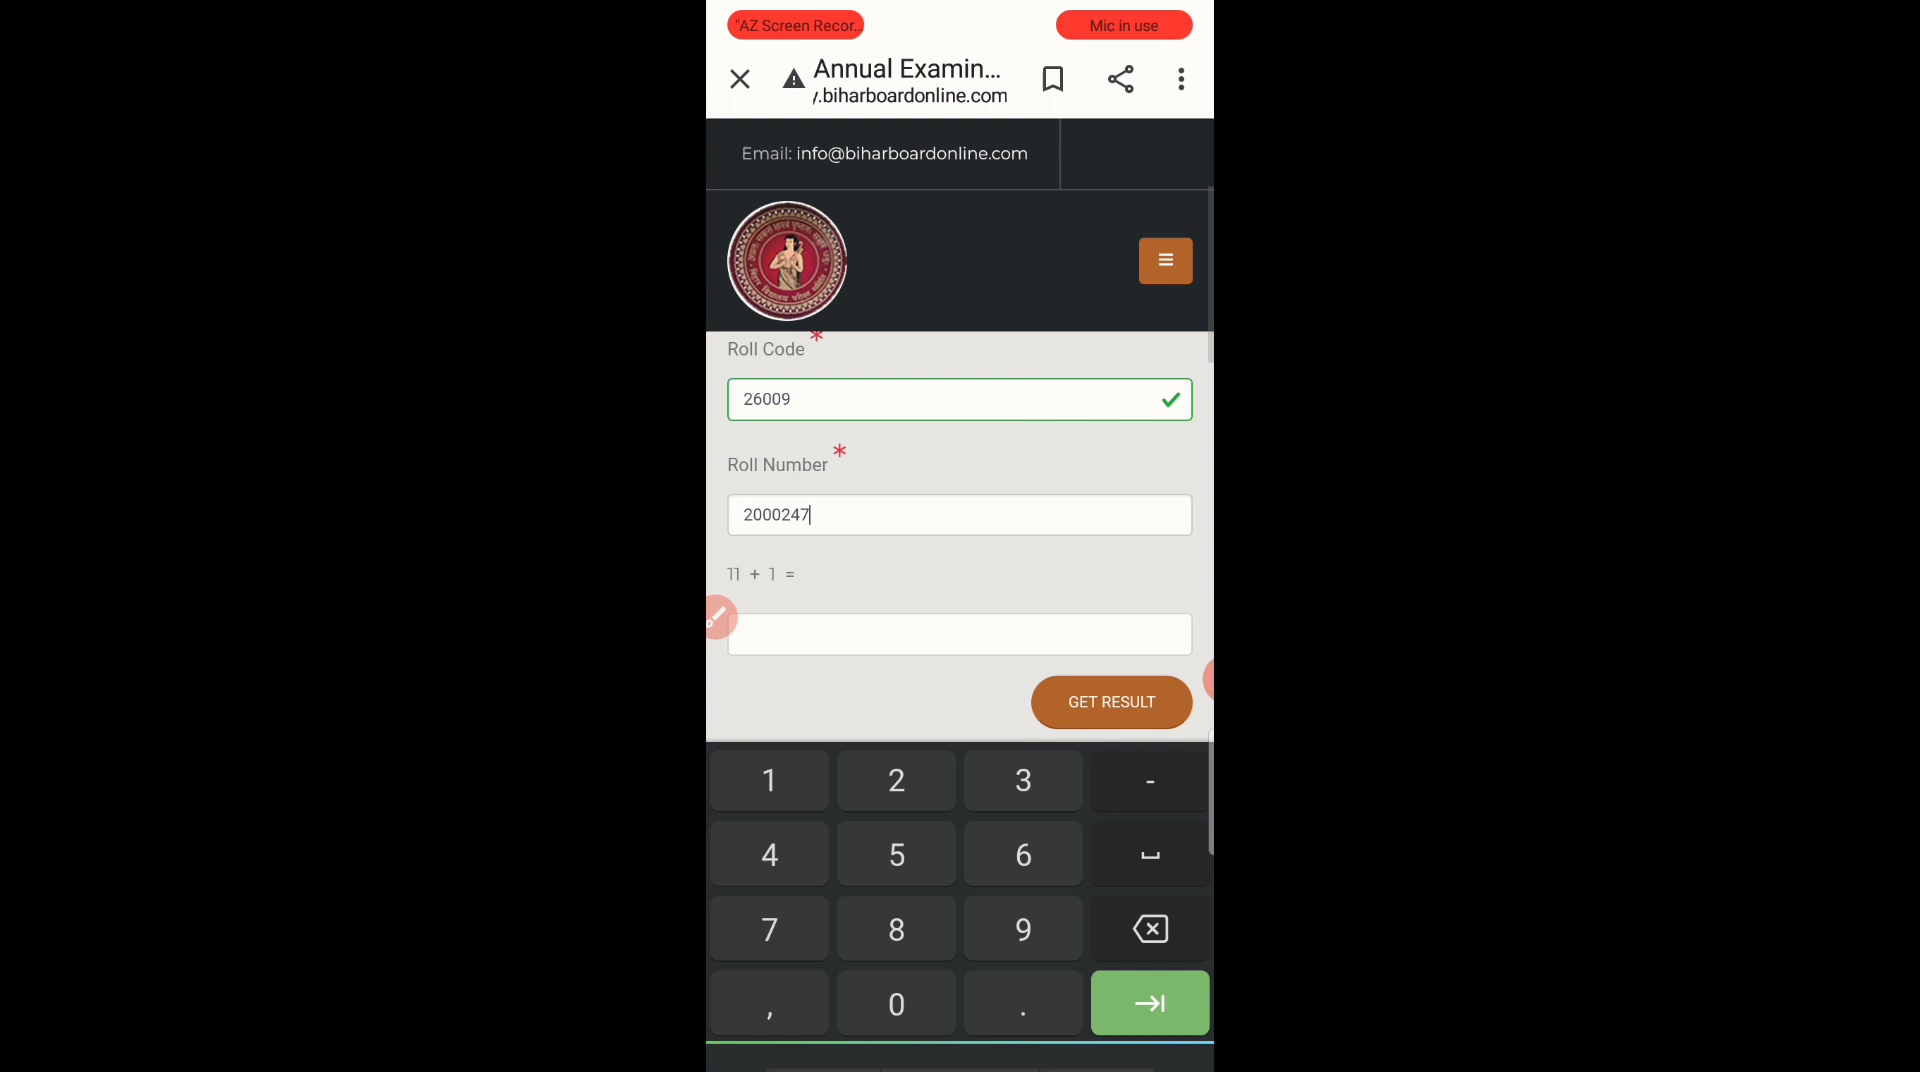 "AZ Screen Recor...
Mic in use
Annual Examin...
y.biharboardonline.com
Email: info@biharboardonline.com
Roll Code *
26009
Roll Number *
2000247
11 + 1 =
GET RESULT
1 2 3 -
4 5 6
7 8 9
, 0 .